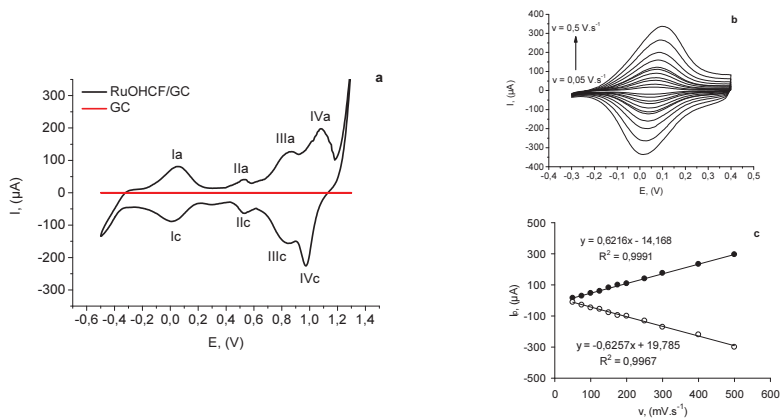 a
RuOHCF/GC
GC
300
200
100
0
-100
-200
-300
I, (μA)
Ia
IIa
IIIa
IVa
Ic
IIc
IIIc
IVc
-0,6 -0,4 -0,2 0,0 0,2 0,4 0,6 0,8 1,0 1,2 1,4
E, (V)
b
v = 0,5 V.s⁻¹
v = 0,05 V.s⁻¹
400
300
200
100
0
-100
-200
-300
-400
I, (μA)
-0,4 -0,3 -0,2 -0,1 0,0 0,1 0,2 0,3 0,4 0,5
E, (V)
c
y = 0,6216x - 14,168
R² = 0,9991
y = -0,6257x + 19,785
R² = 0,9967
500
300
100
-100
-300
-500
Ip, (μA)
0 100 200 300 400 500 600
v, (mV.s⁻¹)